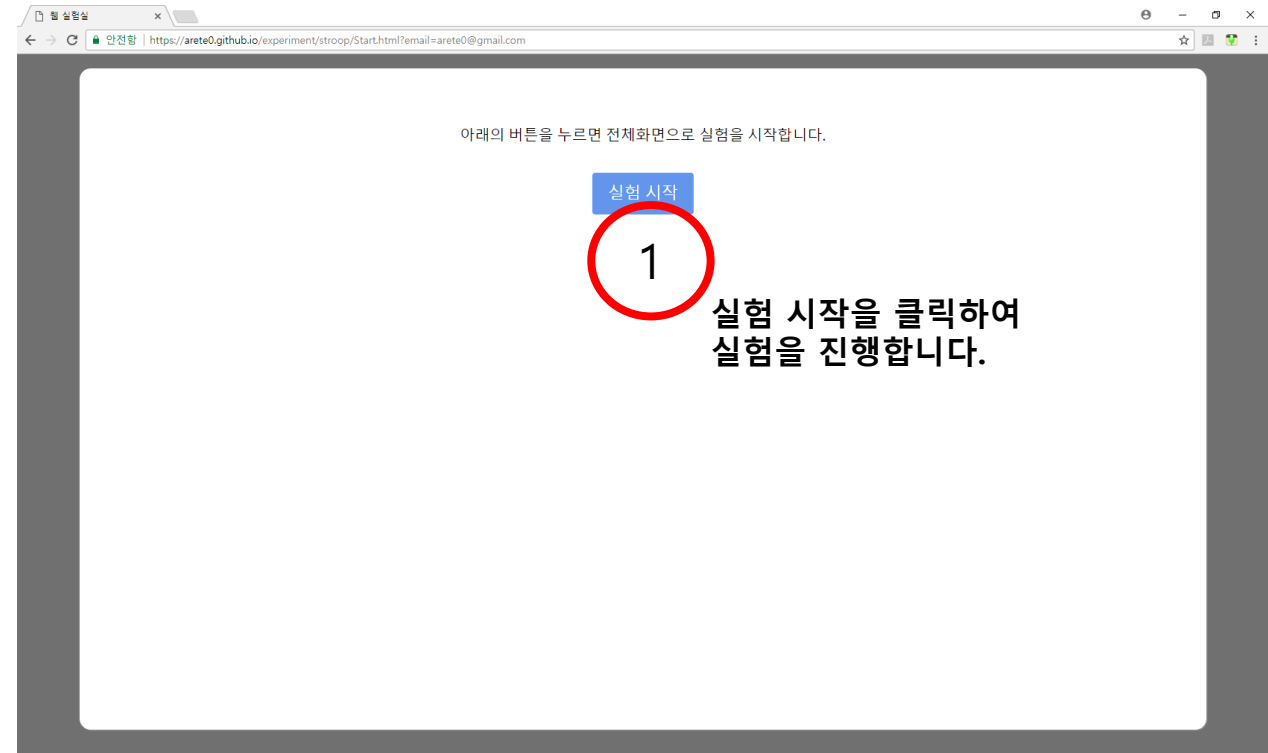 웹 실험실
안전함 | https://arete0.github.io/experiment/stroop/Start.html?email=arete0@gmail.com
아래의 버튼을 누르면 전체화면으로 실험을 시작합니다.
실험 시작
1
실험 시작을 클릭하여
실험을 진행합니다.